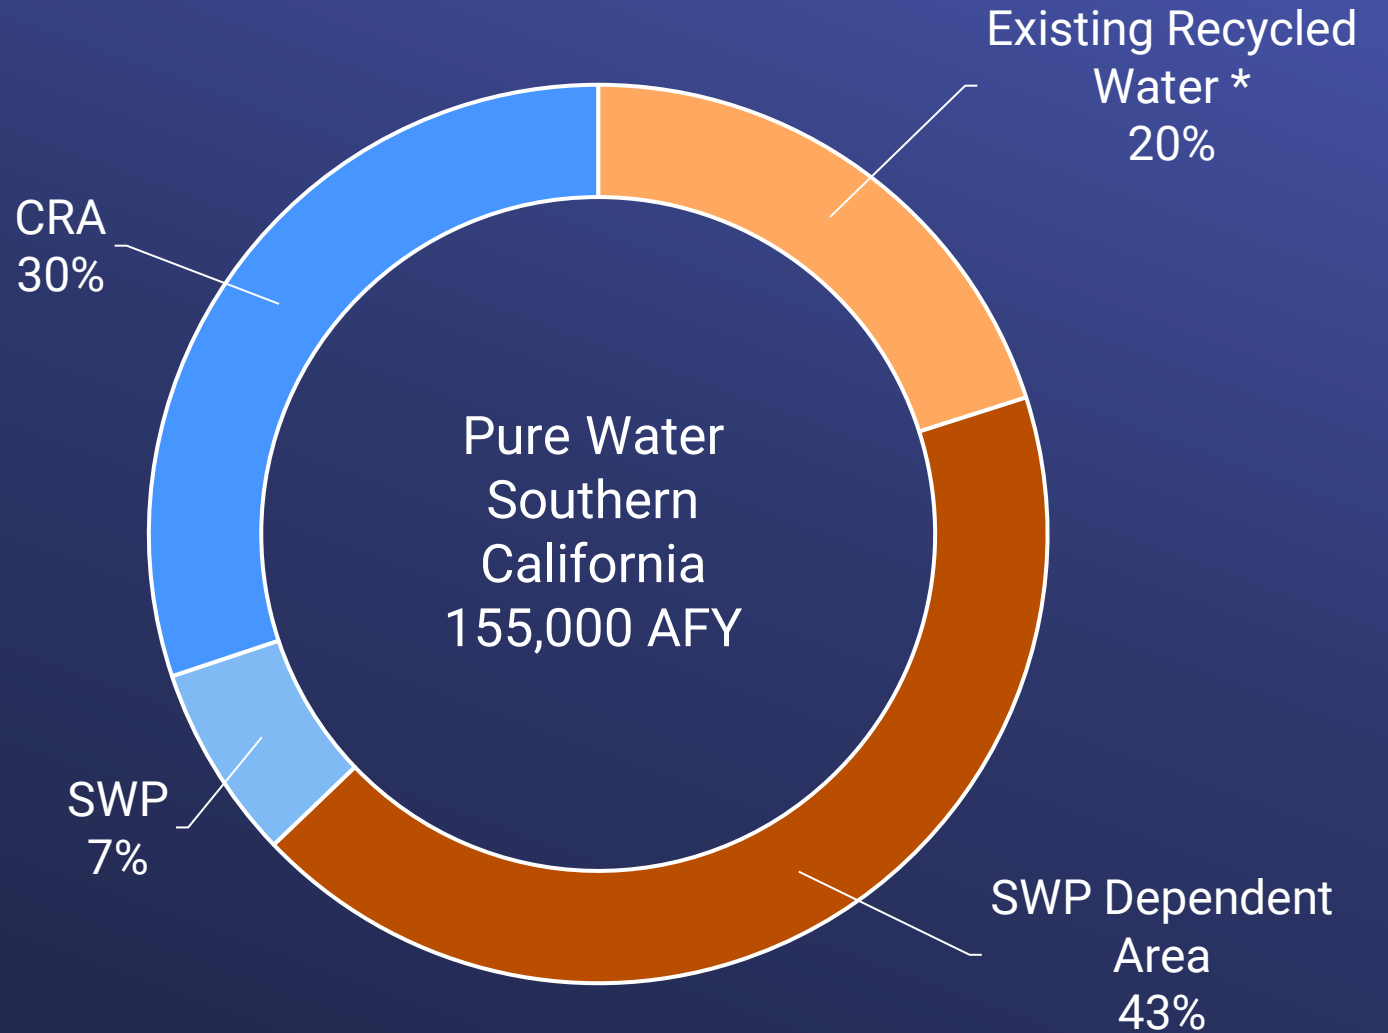 Existing Recycled
Water *
20%
CRA
30%
Pure Water
Southern
California
155,000 AFY
SWP
7%
SWP Dependent
Area
43%